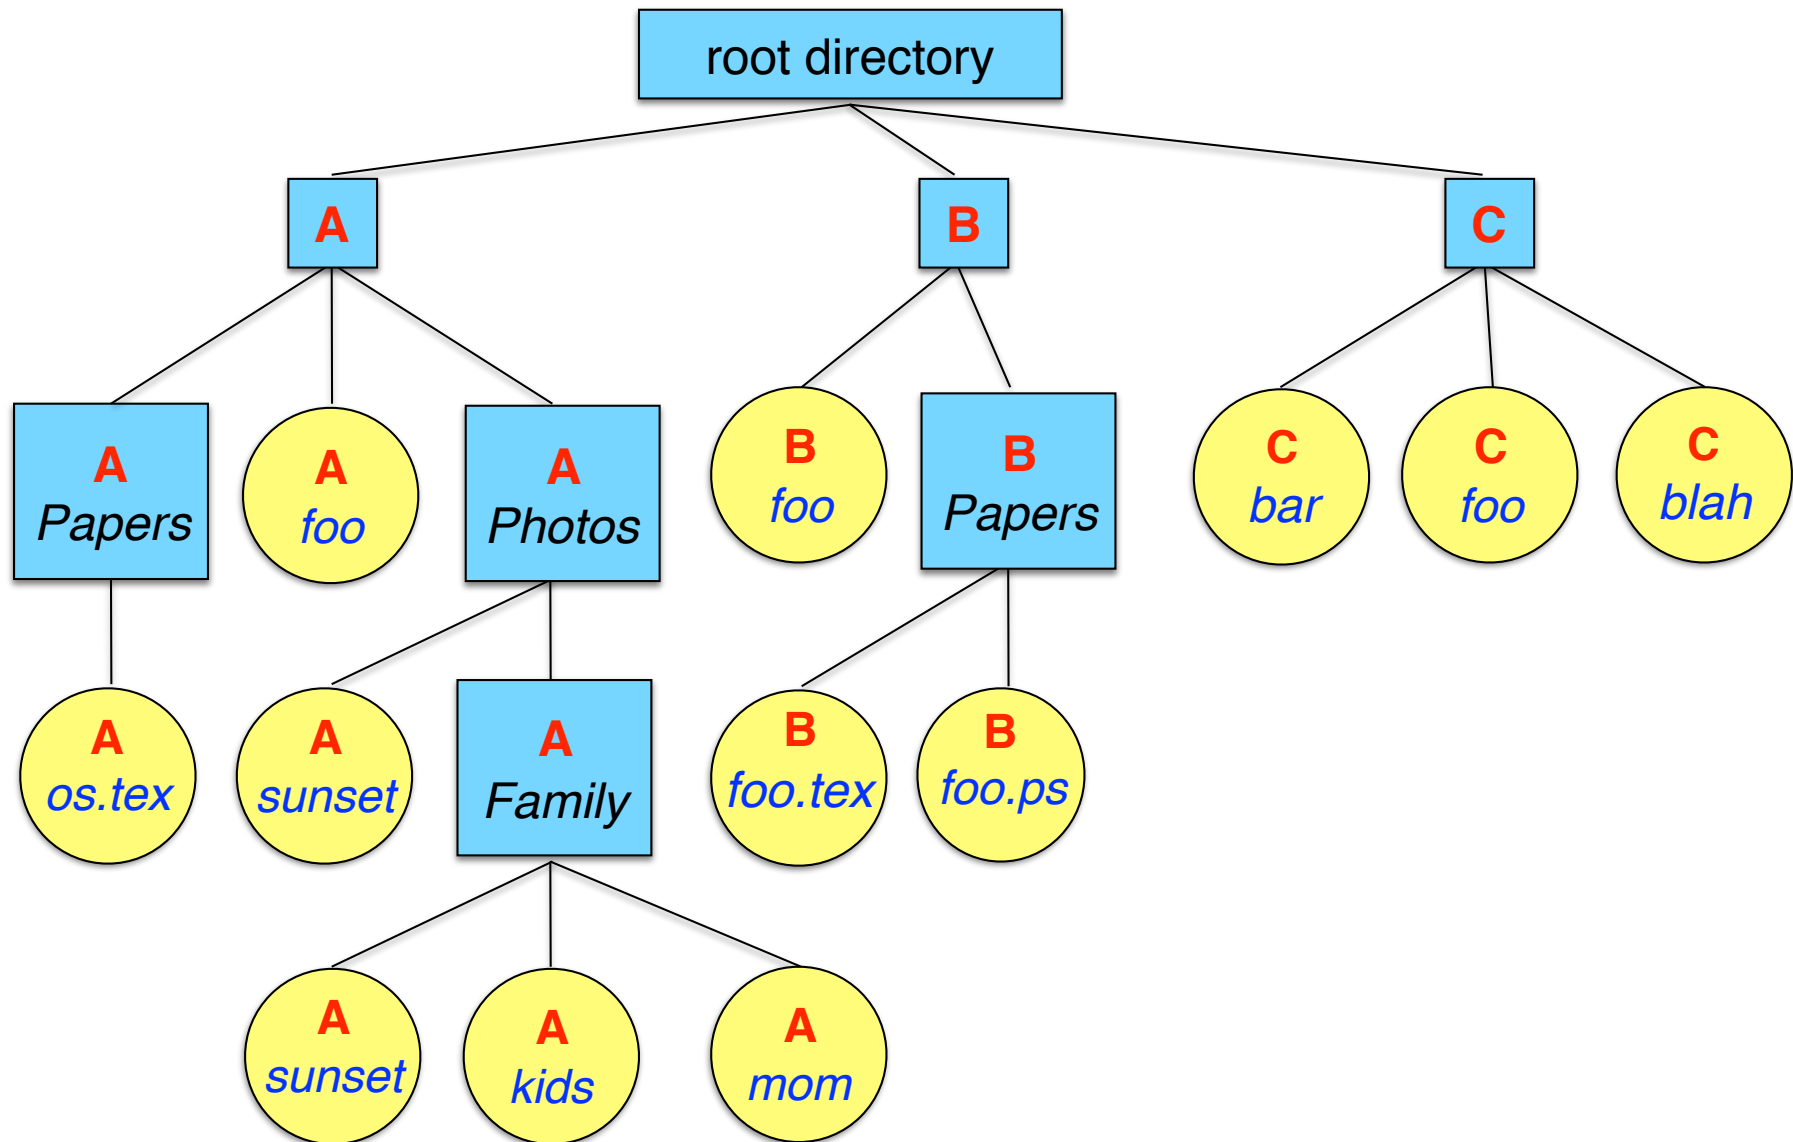 root directory
A
B
C
A
Papers
A
foo
A
Photos
B
foo
B
Papers
C
bar
C
foo
C
blah
A
os.tex
A
sunset
A
Family
B
foo.tex
B
foo.ps
A
sunset
A
kids
A
mom